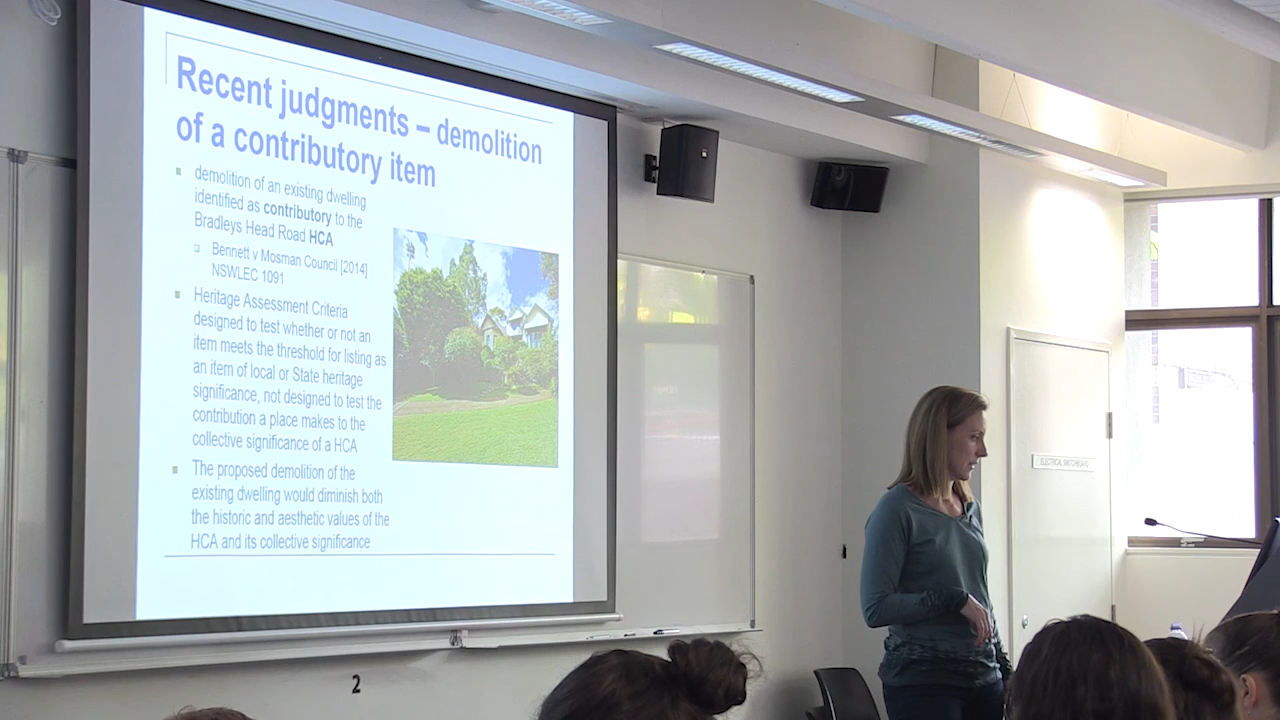 Recent judgments – demolition
of a contributory item
demolition of an existing dwelling
identified as contributory to the
Bradleys Head Road HCA
Bennett v Mosman Council [2014]
NSWLEC 1091
Heritage Assessment Criteria
designed to test whether or not an
item meets the threshold for listing as
an item of local or State heritage
significance, not designed to test the
contribution a place makes to the
collective significance of a HCA
The proposed demolition of the
existing dwelling would diminish both
the historic and aesthetic values of the
HCA and its collective significance
2
ELECTRICAL SWITCHBOARD